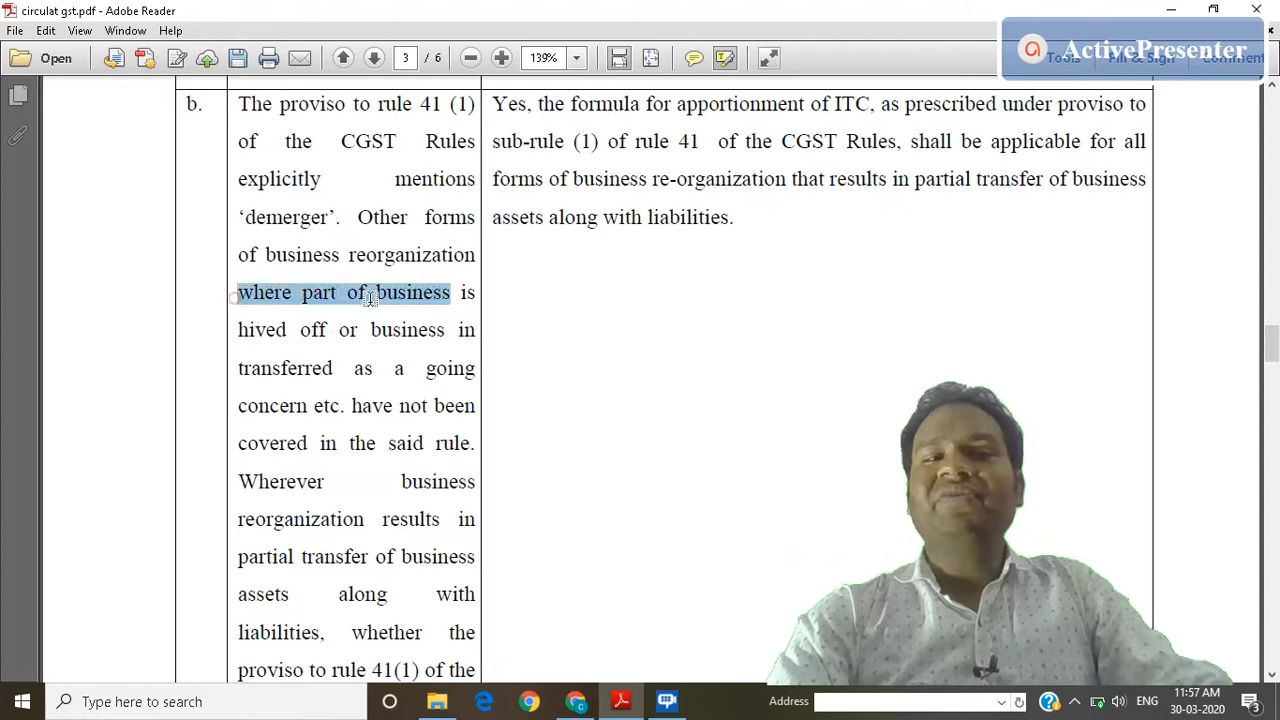 circulat gst.pdf - Adobe Reader
File Edit View Window Help
Open 3 / 6 139% Tools Fill & Sign Comment
ActivePresenter
b.
The proviso to rule 41 (1)
of the CGST Rules
explicitly mentions
‘demerger’. Other forms
of business reorganization
where part of business is
hived off or business in
transferred as a going
concern etc. have not been
covered in the said rule.
Wherever business
reorganization results in
partial transfer of business
assets along with
liabilities, whether the
proviso to rule 41(1) of the
Yes, the formula for apportionment of ITC, as prescribed under proviso to
sub-rule (1) of rule 41 of the CGST Rules, shall be applicable for all
forms of business re-organization that results in partial transfer of business
assets along with liabilities.
Type here to search
Address
ENG
11:57 AM
30-03-2020
3